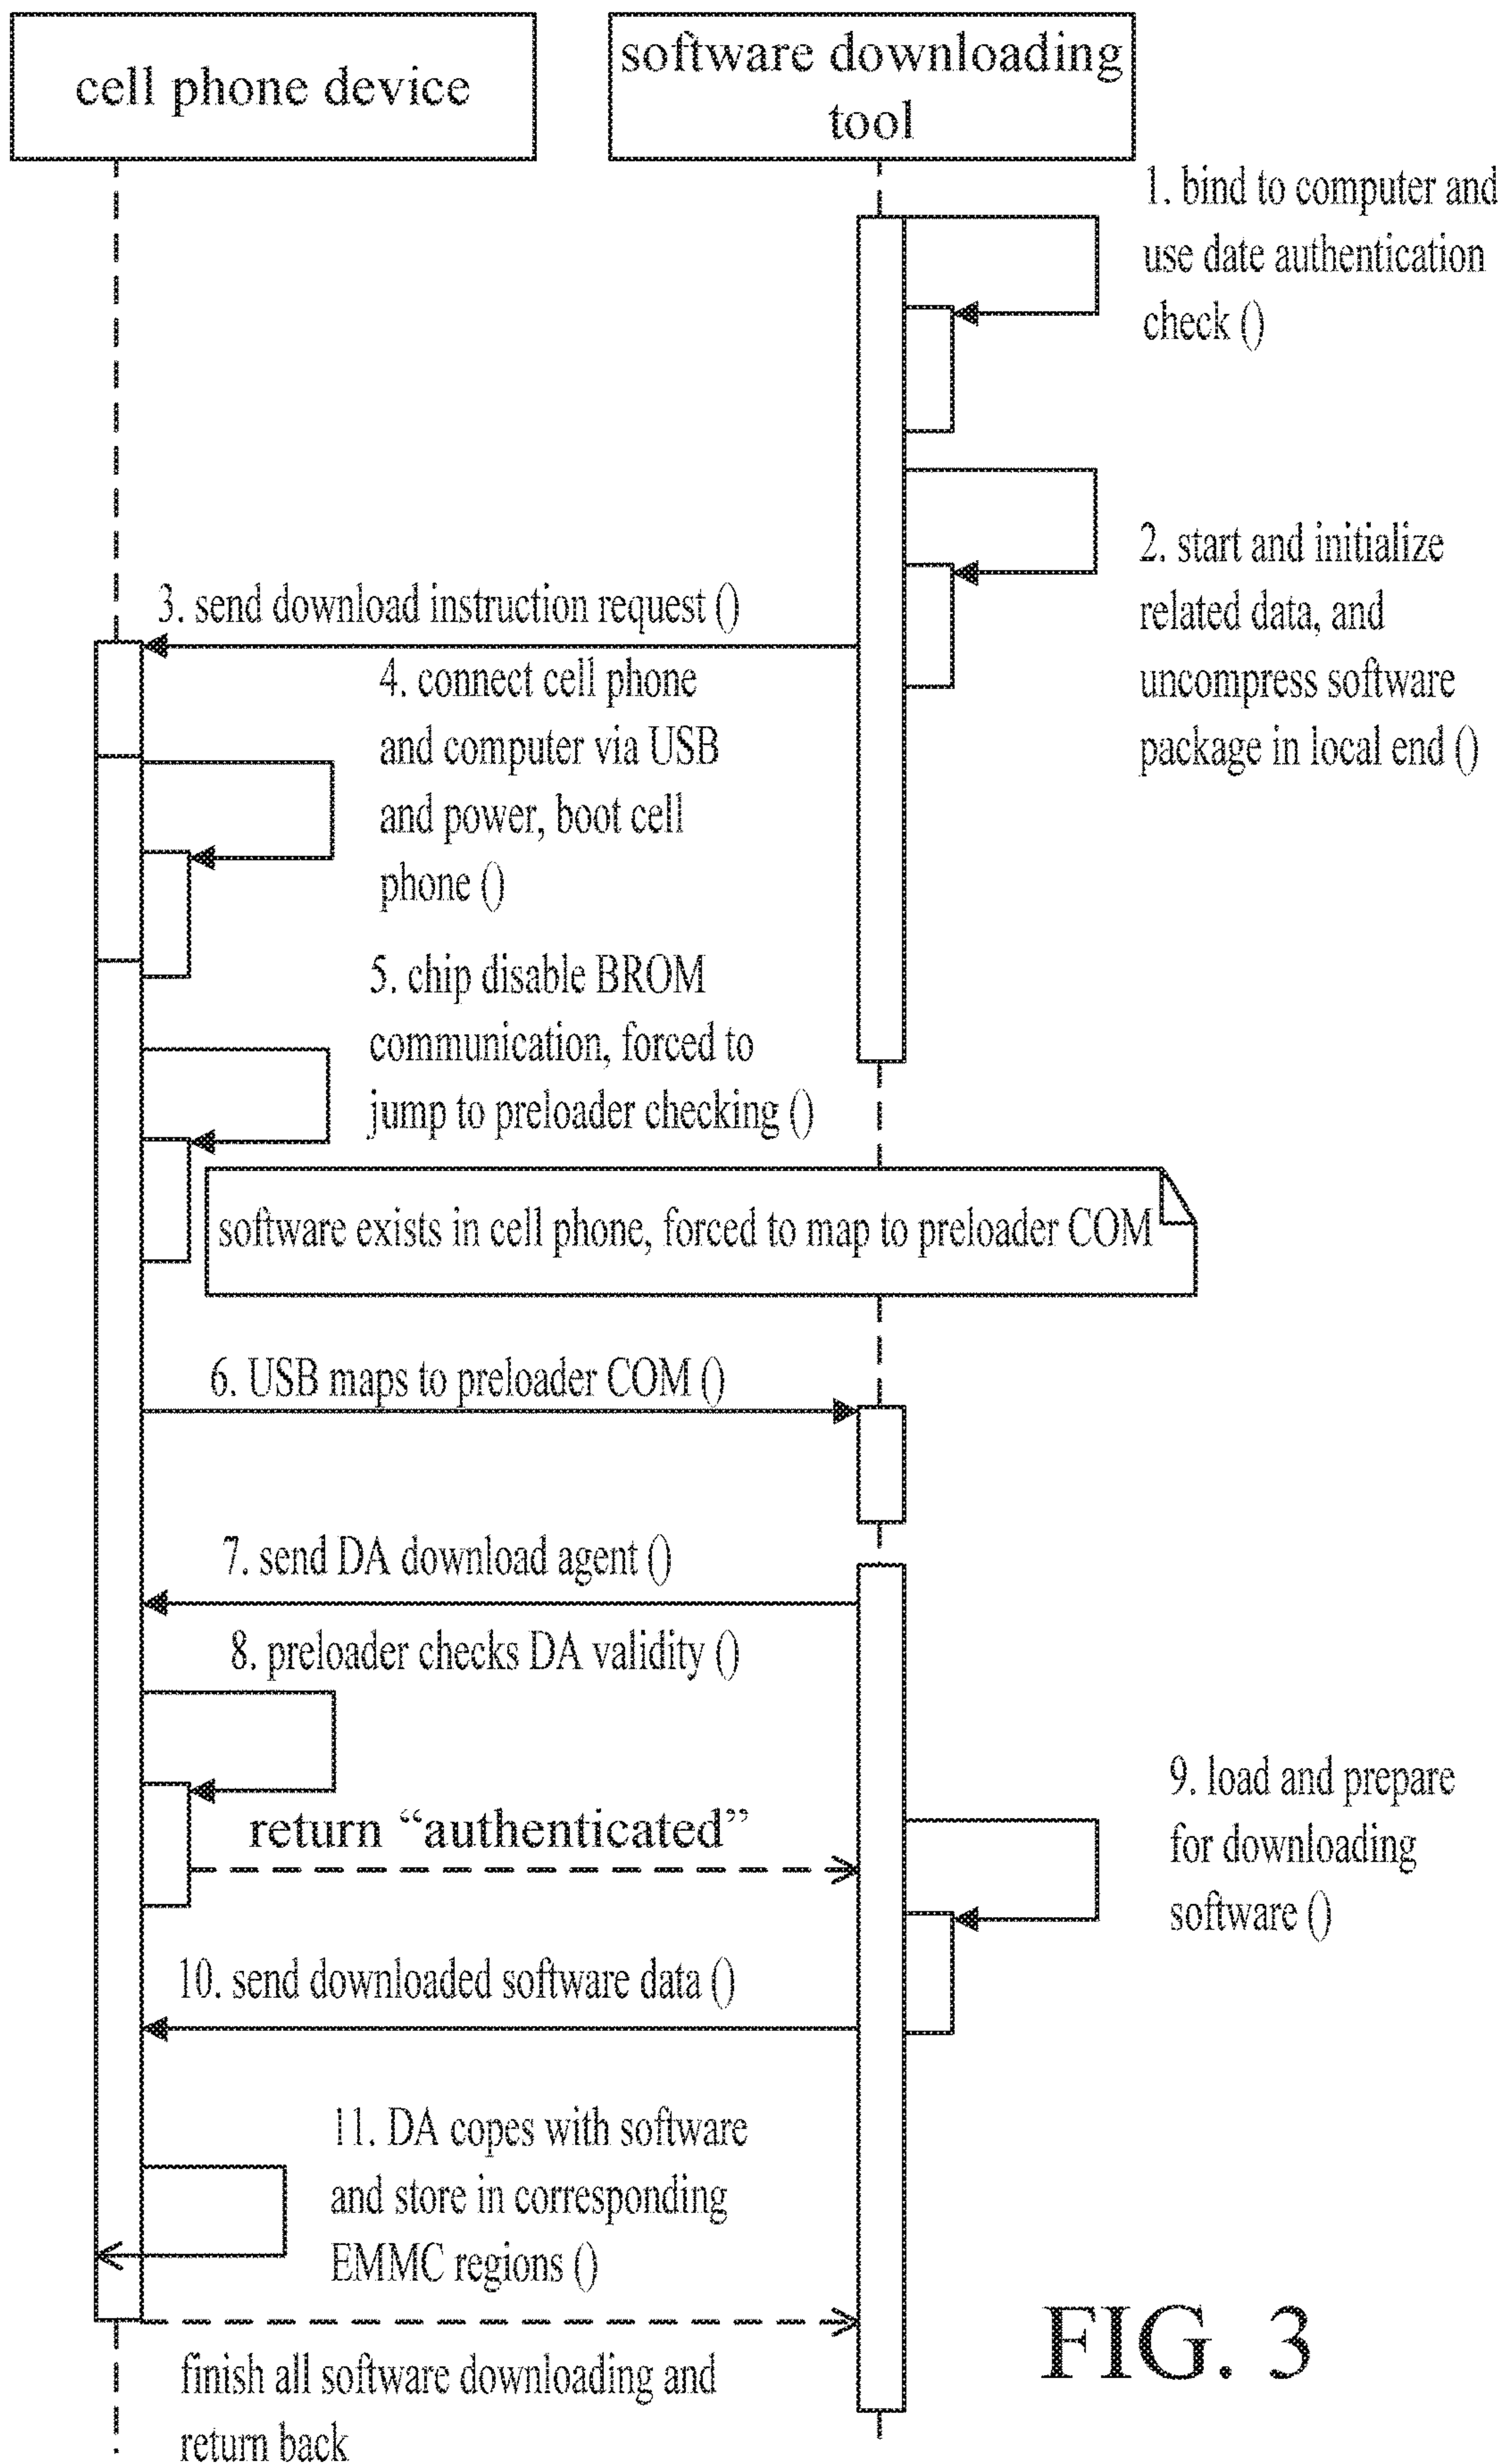 cell phone device
software downloading
tool
1. bind to computer and
use date authentication
check ()
2. start and initialize
related data, and
uncompress software
package in local end ()
3. send download instruction request ()
4. connect cell phone
and computer via USB
and power, boot cell
phone ()
5. chip disable BROM
communication, forced to
jump to preloader checking ()
software exists in cell phone, forced to map to preloader COM
6. USB maps to preloader COM ()
7. send DA download agent ()
8. preloader checks DA validity ()
return “authenticated”
9. load and prepare
for downloading
software ()
10. send downloaded software data ()
11. DA copes with software
and store in corresponding
EMMC regions ()
finish all software downloading and
return back
FIG. 3